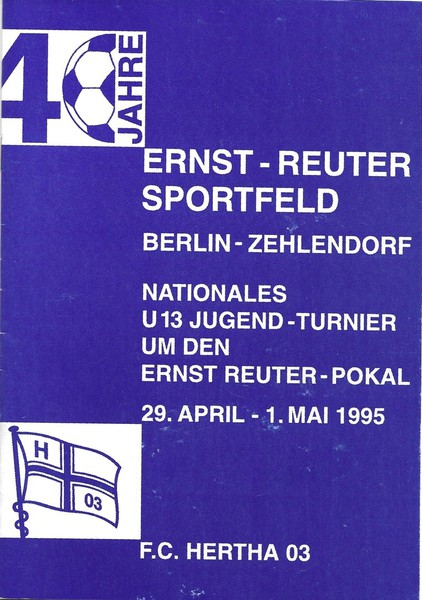 40 JAHRE
ERNST - REUTER
SPORTFELD
BERLIN - ZEHLENDORF
NATIONALES
U13 JUGEND - TURNIER
UM DEN
ERNST REUTER - POKAL
29. APRIL - 1. MAI 1995
H
03
F.C. HERTHA 03